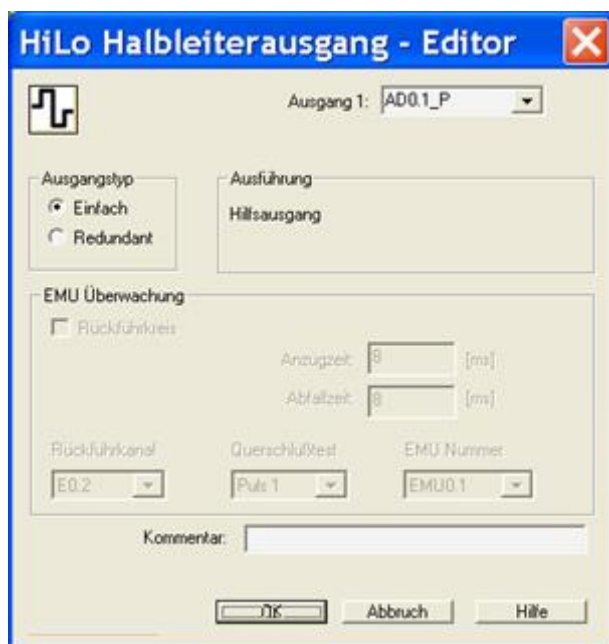 HiLo Halbleiterausgang - Editor
Ausgang 1: AD0.1_P
Ausgangstyp
Einfach
Redundant
Ausführung
Hilfsausgang
EMU Überwachung
Rückführkreis
Anzugzeit: 8 [ms]
Abfallzeit: 8 [ms]
Rückführkanal Querschlußtest EMU Nummer
E0.2 Puls 1 EMU0.1
Kommentar:
OK Abbruch Hilfe